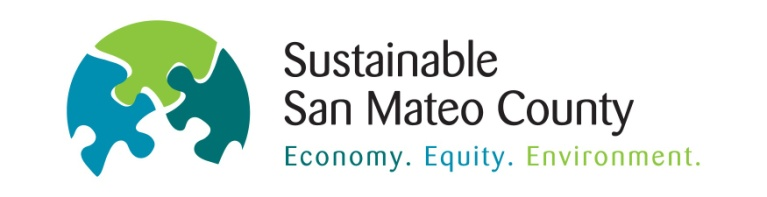 Sustainable
San Mateo County
Economy. Equity. Environment.